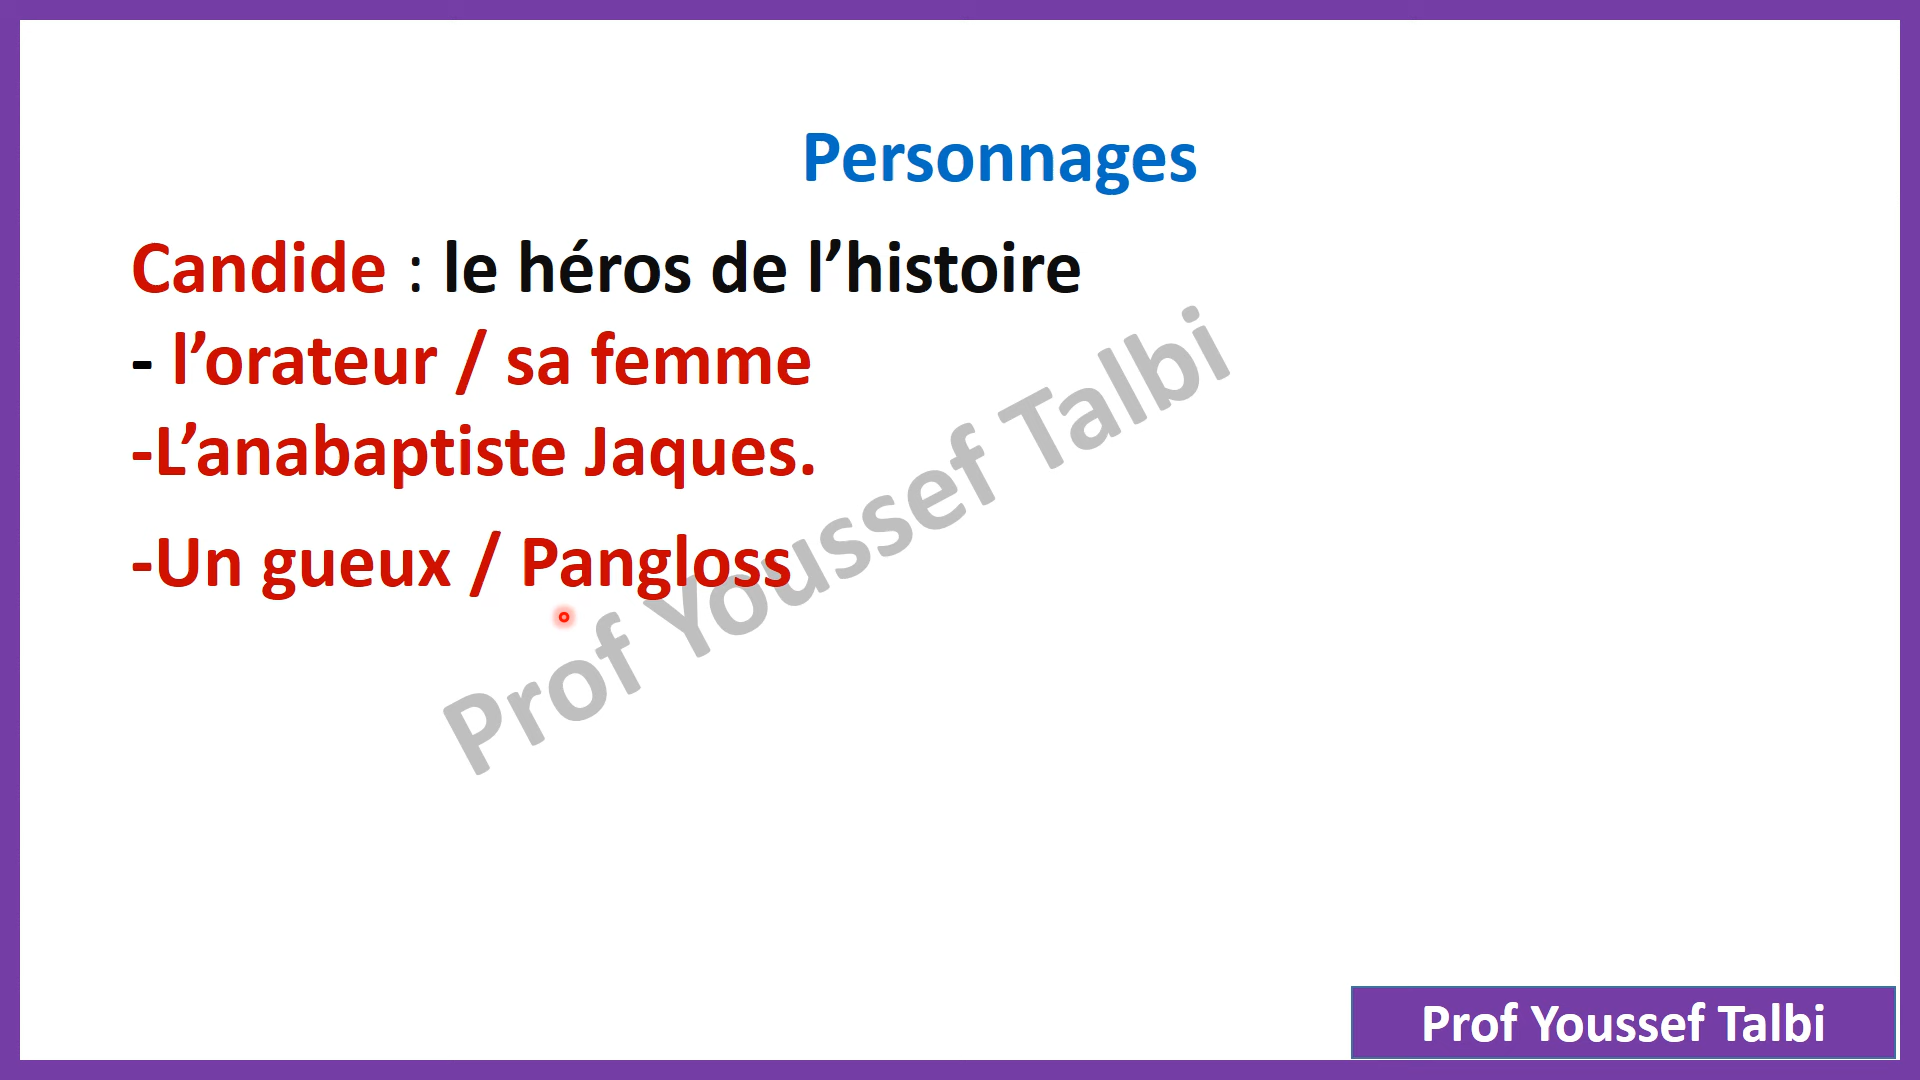 Personnages
Candide : le héros de l’histoire
- l’orateur / sa femme
-L’anabaptiste Jaques.
-Un gueux / Pangloss
Prof Youssef Talbi
Prof Youssef Talbi